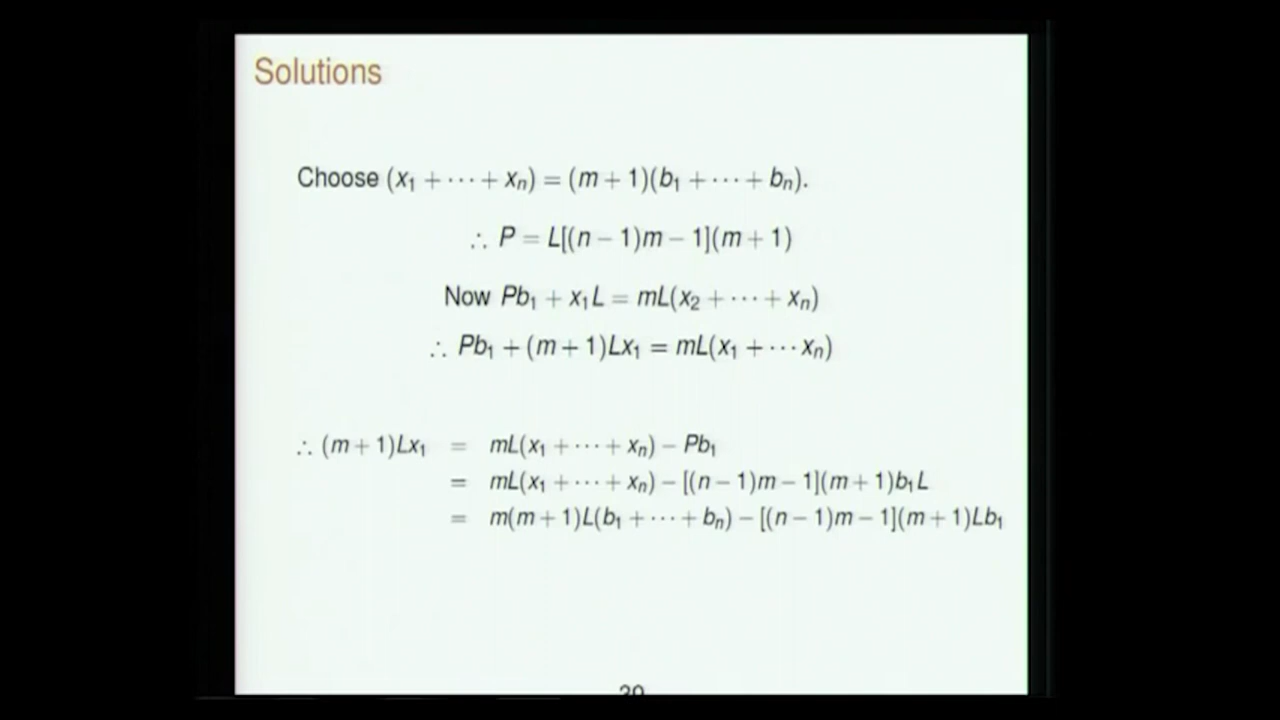 Solutions
Choose (x₁ + ⋯ + xₙ) = (m + 1)(b₁ + ⋯ + bₙ).
∴ P = L[(n − 1)m − 1](m + 1)
Now Pb₁ + x₁L = mL(x₂ + ⋯ + xₙ)
∴ Pb₁ + (m + 1)Lx₁ = mL(x₁ + ⋯ xₙ)
∴ (m + 1)Lx₁ = mL(x₁ + ⋯ + xₙ) − Pb₁
= mL(x₁ + ⋯ + xₙ) − [(n − 1)m − 1](m + 1)b₁L
= m(m + 1)L(b₁ + ⋯ + bₙ) − [(n − 1)m − 1](m + 1)Lb₁